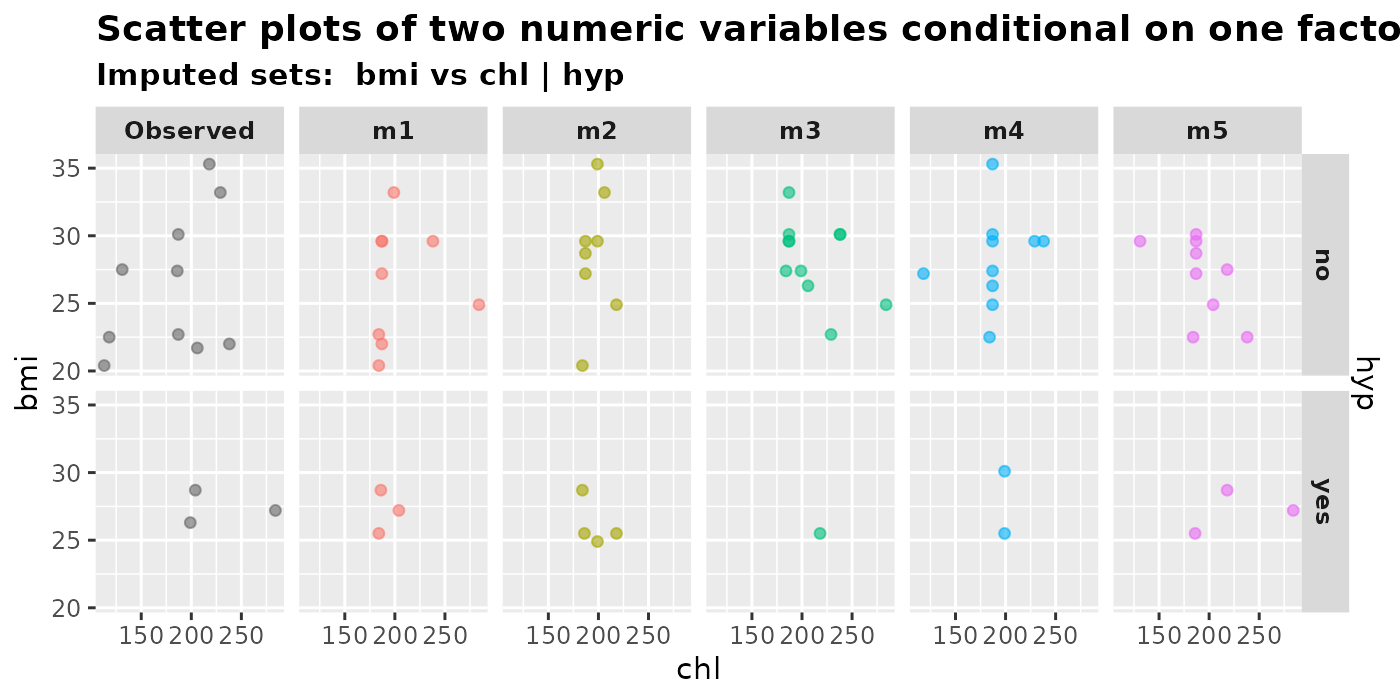 Scatter plots of two numeric variables conditional on one facto
Imputed sets:  bmi vs chl | hyp
Observed m1 m2 m3 m4 m5
35
30
25
20
no
bmi
hyp
35
30
25
20
yes
150 200 250 150 200 250 150 200 250 150 200 250 150 200 250 150 200 250
chl